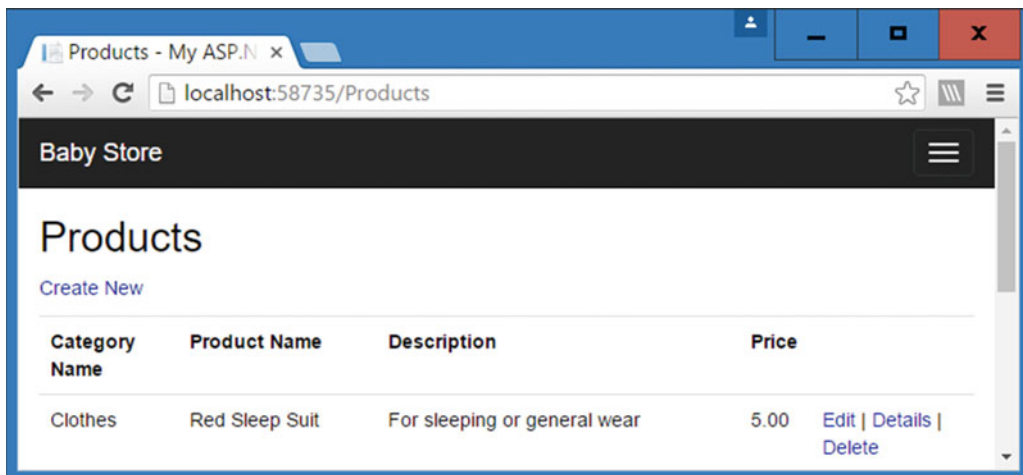 Products - My ASP.N
localhost:58735/Products
Baby Store
Products
Create New
Category Name
Product Name
Description
Price
Clothes
Red Sleep Suit
For sleeping or general wear
5.00
Edit | Details |
Delete